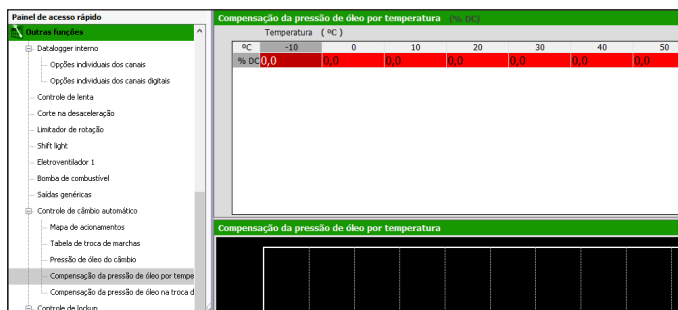 Painel de acesso rápido
Outras funções
Datalogger interno
Opções individuais dos canais
Opções individuais dos canais digitais
Controle de lenta
Corte na desaceleração
Limitador de rotação
Shift light
Eletroventilador 1
Bomba de combustível
Saídas genéricas
Controle de câmbio automático
Mapa de acionamentos
Tabela de troca de marchas
Pressão de óleo do câmbio
Compensação da pressão de óleo por tempe
Compensação da pressão de óleo na troca d
Controle de lockup
Compensação da pressão de óleo por temperatura (% DC)
Temperatura ( ºC )
ºC -10 0 10 20 30 40 50
% DC 0,0 0,0 0,0 0,0 0,0 0,0 0,0
Compensação da pressão de óleo por temperatura